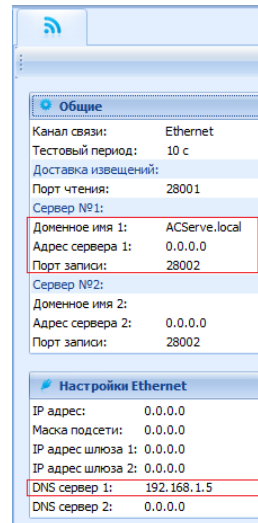 Общие
Канал связи: Ethernet
Тестовый период: 10 с
Доставка извещений:
Порт чтения: 28001
Сервер №1:
Доменное имя 1: ACServe.local
Адрес сервера 1: 0.0.0.0
Порт записи: 28002
Сервер №2:
Доменное имя 2:
Адрес сервера 2: 0.0.0.0
Порт записи: 28002
Настройки Ethernet
IP адрес: 0.0.0.0
Маска подсети: 0.0.0.0
IP адрес шлюза 1: 0.0.0.0
IP адрес шлюза 2: 0.0.0.0
DNS сервер 1: 192.168.1.5
DNS сервер 2: 0.0.0.0